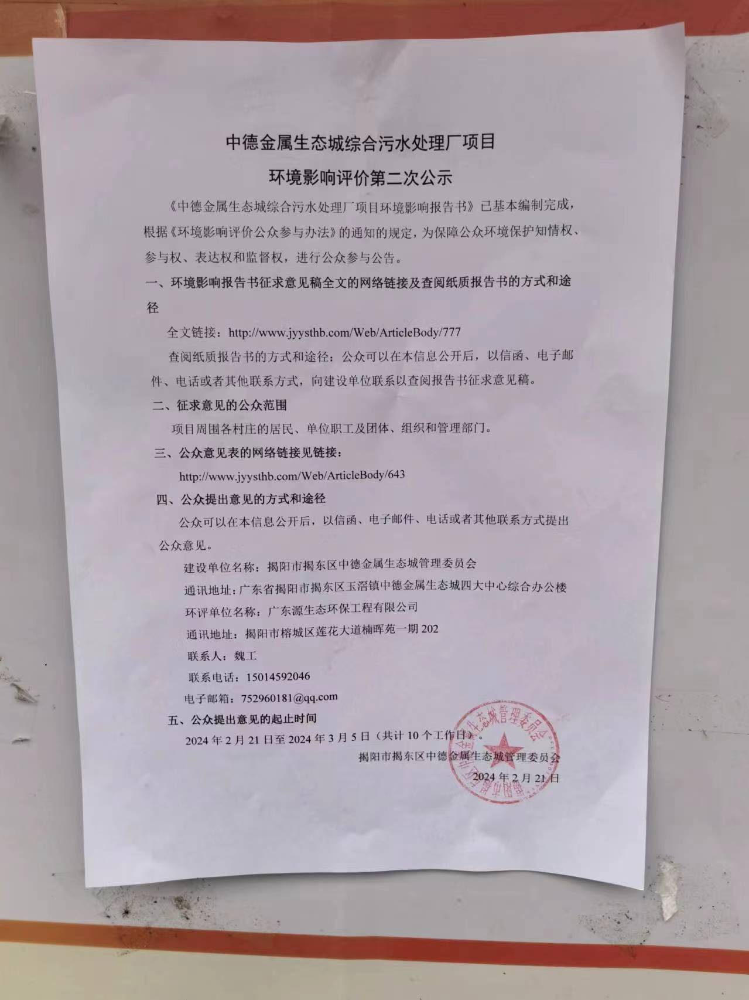 中德金属生态城综合污水处理厂项目
环境影响评价第二次公示
《中德金属生态城综合污水处理厂项目环境影响报告书》已基本编制完成，
根据《环境影响评价公众参与办法》的通知的规定，为保障公众环境保护知情权、
参与权、表达权和监督权，进行公众参与公告。
一、环境影响报告书征求意见稿全文的网络链接及查阅纸质报告书的方式和途
径
全文链接：http://www.jyysthb.com/Web/ArticleBody/777
查阅纸质报告书的方式和途径：公众可以在本信息公开后，以信函、电子邮
件、电话或者其他联系方式，向建设单位联系以查阅报告书征求意见稿。
二、征求意见的公众范围
项目周围各村庄的居民、单位职工及团体、组织和管理部门。
三、公众意见表的网络链接见链接：
http://www.jyysthb.com/Web/ArticleBody/643
四、公众提出意见的方式和途径
公众可以在本信息公开后，以信函、电子邮件、电话或者其他联系方式提出
公众意见。
建设单位名称：揭阳市揭东区中德金属生态城管理委员会
通讯地址：广东省揭阳市揭东区玉滘镇中德金属生态城四大中心综合办公楼
环评单位名称：广东源生态环保工程有限公司
通讯地址：揭阳市榕城区莲花大道楠晖苑一期 202
联系人：魏工
联系电话：15014592046
电子邮箱：752960181@qq.com
五、公众提出意见的起止时间
2024 年 2 月 21 日至 2024 年 3 月 5 日（共计 10 个工作日）。
揭阳市揭东区中德金属生态城管理委员会
2024 年 2 月 21 日
揭阳市揭东区中德金属生态城管理委员会